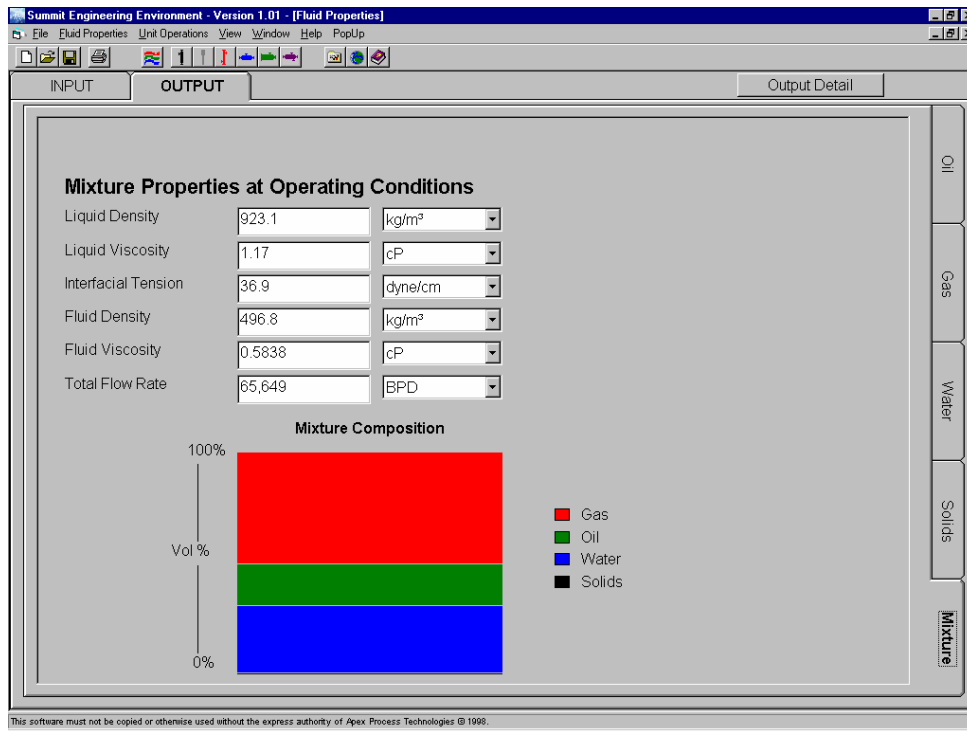 Summit Engineering Environment - Version 1.01 - [Fluid Properties]
File Fluid Properties Unit Operations View Window Help PopUp
INPUT OUTPUT Output Detail
Mixture Properties at Operating Conditions
Liquid Density 923.1 kg/m³
Liquid Viscosity 1.17 cP
Interfacial Tension 36.9 dyne/cm
Fluid Density 496.8 kg/m³
Fluid Viscosity 0.5838 cP
Total Flow Rate 65,649 BPD
Mixture Composition
100%
Vol %
0%
Gas
Oil
Water
Solids
Oil
Gas
Water
Solids
Mixture
This software must not be copied or otherwise used without the express authority of Apex Process Technologies © 1998.